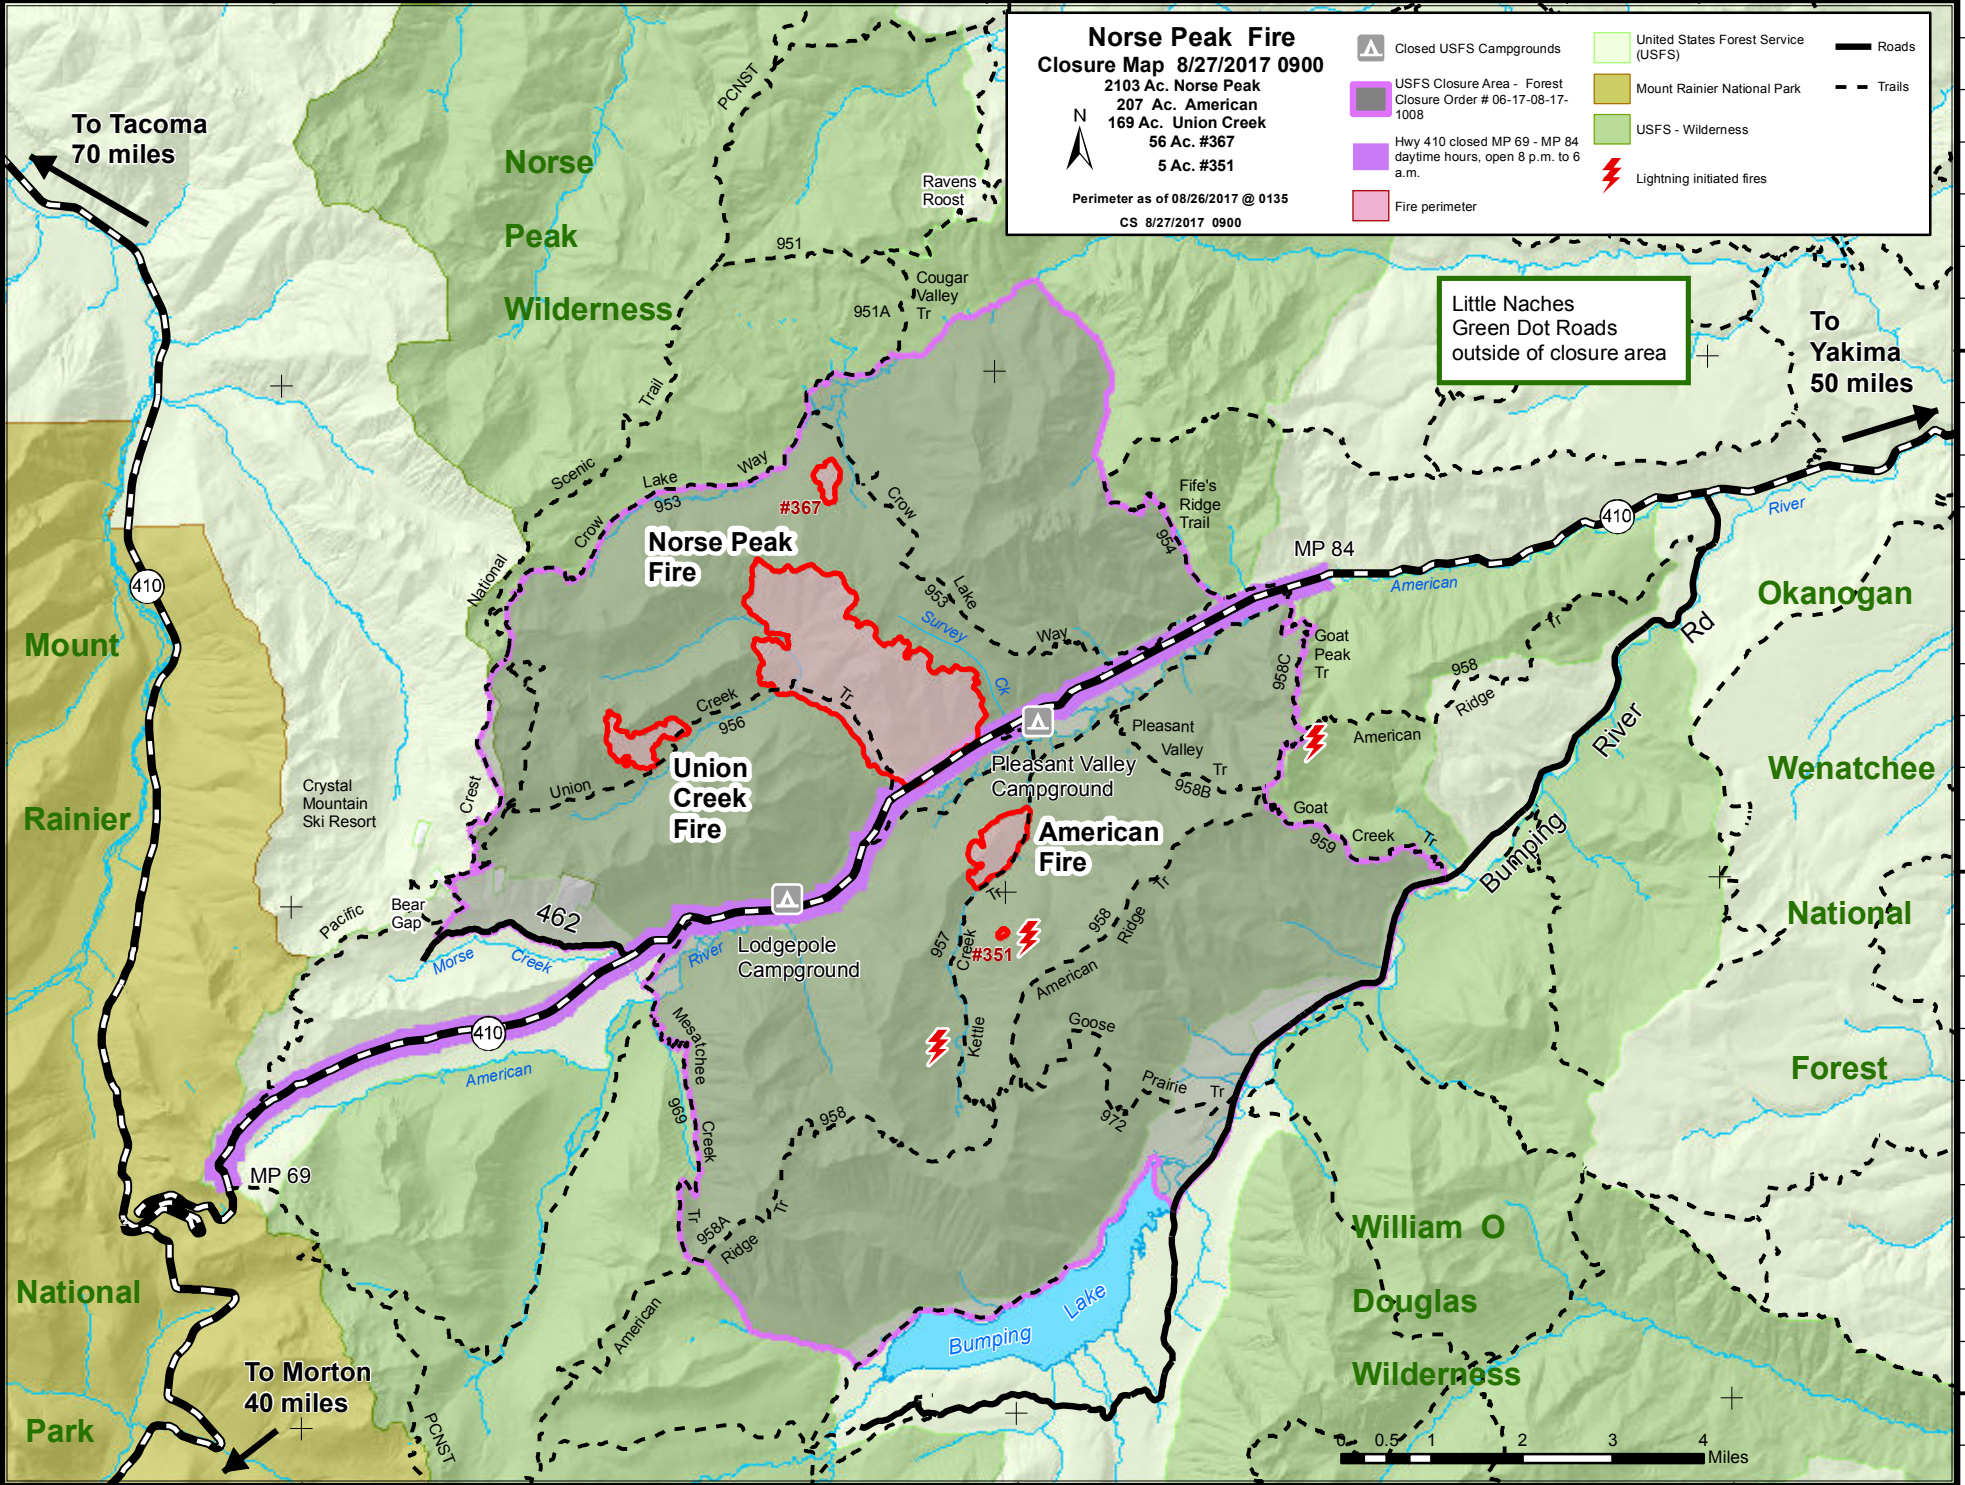 Norse Peak Fire
Closure Map 8/27/2017 0900
2103 Ac. Norse Peak
207 Ac. American
169 Ac. Union Creek
56 Ac. #367
5 Ac. #351
N
Perimeter as of 08/26/2017 @ 0135
CS 8/27/2017 0900
Closed USFS Campgrounds
USFS Closure Area - Forest
Closure Order # 06-17-08-17-
1008
Hwy 410 closed MP 69 - MP 84
daytime hours, open 8 p.m. to 6
a.m.
Fire perimeter
United States Forest Service
(USFS)
Mount Rainier National Park
USFS - Wilderness
Lightning initiated fires
Roads
Trails
To Tacoma
70 miles
Norse
Peak
Wilderness
PCNST
Ravens
Roost
951
951A
Cougar
Valley
Tr
Little Naches
Green Dot Roads
outside of closure area
To
Yakima
50 miles
Trail
Scenic
National
Crest
Pacific
Crow
Lake
Way
953
#367
Crow
Lake
953
Way
Fife's
Ridge
Trail
954
MP 84
410
American
River
410
Norse Peak
Fire
Survey
Ck
Goat
Peak
Tr
958C
958
Tr
Ridge
American
Rd
River
Bumping
Okanogan
Wenatchee
National
Forest
Mount
Rainier
National
Park
Creek
956
Tr
Union
Union
Creek
Fire
Pleasant
Valley
Tr
958B
Pleasant Valley
Campground
Crystal
Mountain
Ski Resort
American
Fire
Goat
Creek
Tr
959
Bear
Gap
462
Morse
Creek
River
Lodgepole
Campground
Tr
957
Creek
Kettle
#351
958
Ridge
Tr
American
410
American
Mesatchee
Creek
Tr
969
Goose
Prairie
Tr
972
958
MP 69
958A
Ridge
Tr
American
Bumping
Lake
William O
Douglas
Wilderness
To Morton
40 miles
PCNST
0 0.5 1 2 3 4
Miles